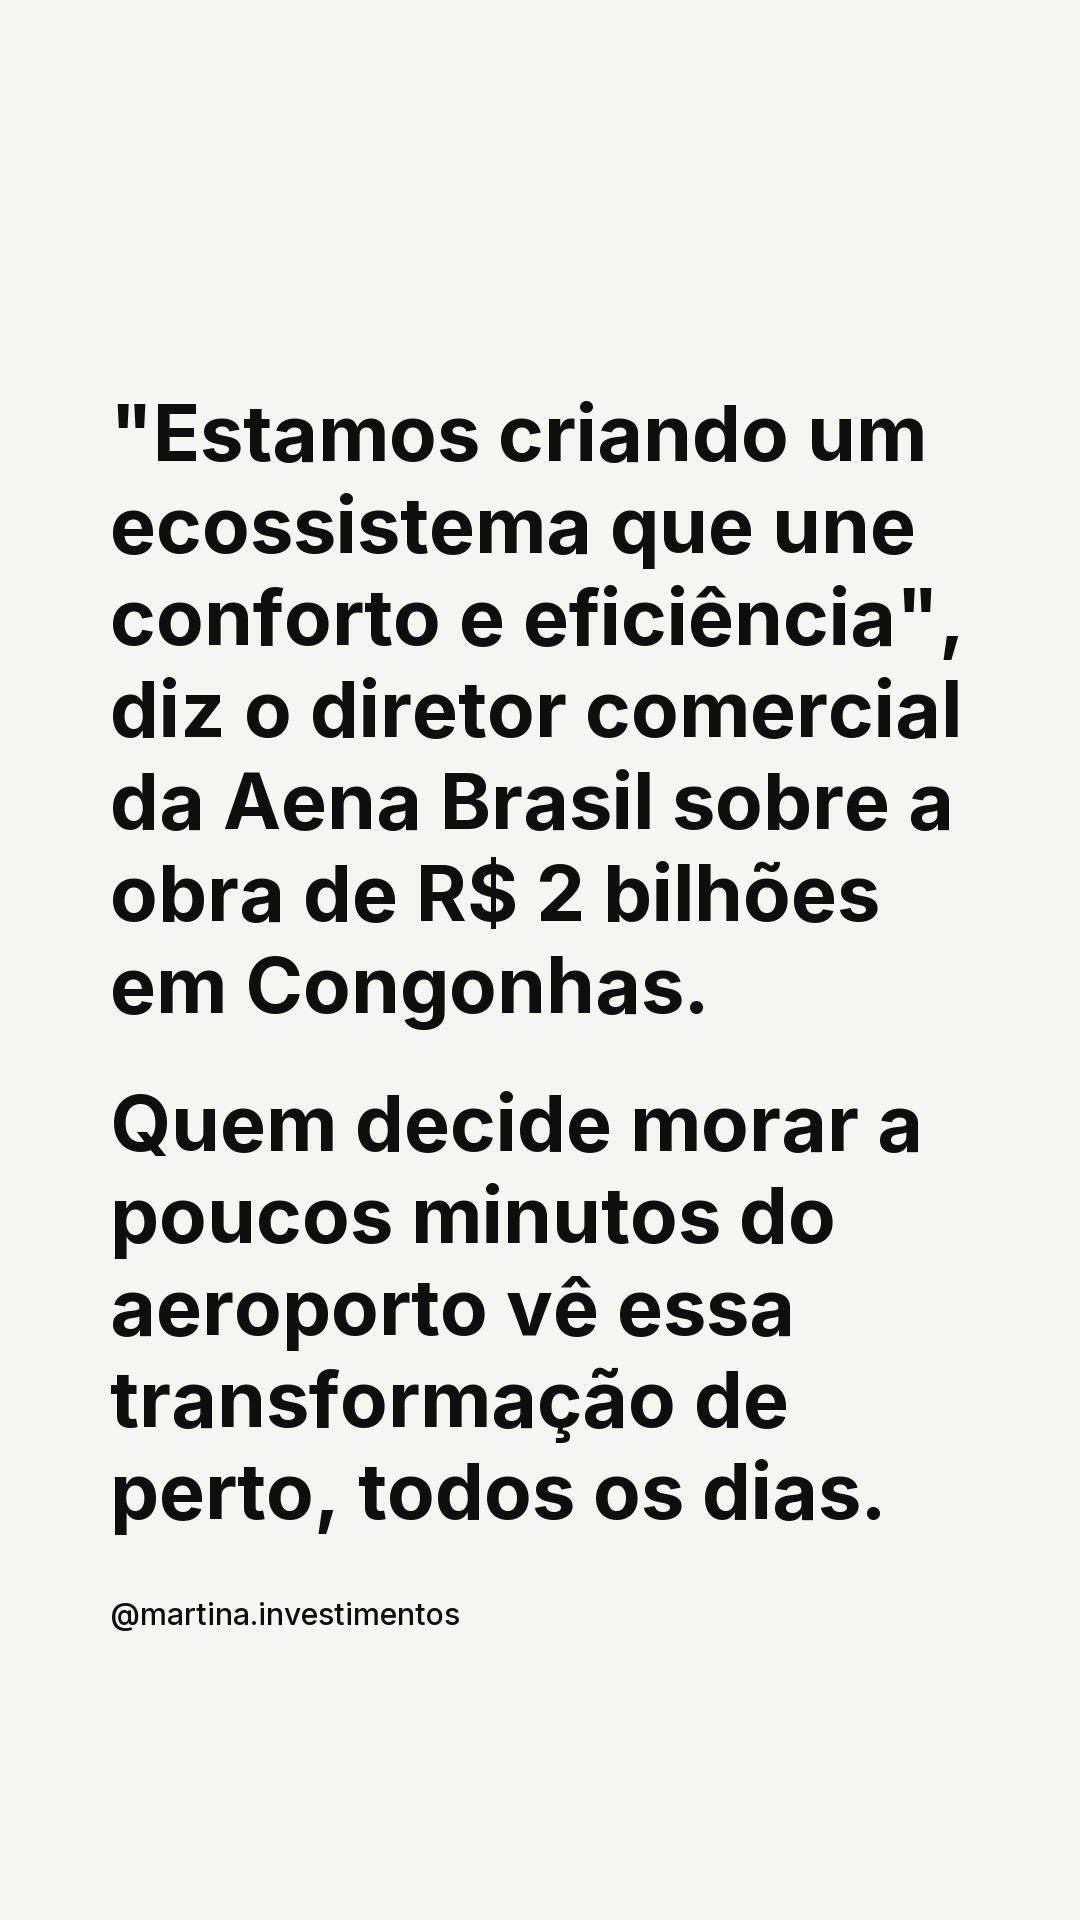 "Estamos criando um
ecossistema que une
conforto e eficiência",
diz o diretor comercial
da Aena Brasil sobre a
obra de R$ 2 bilhões
em Congonhas.
Quem decide morar a
poucos minutos do
aeroporto vê essa
transformação de
perto, todos os dias.
@martina.investimentos